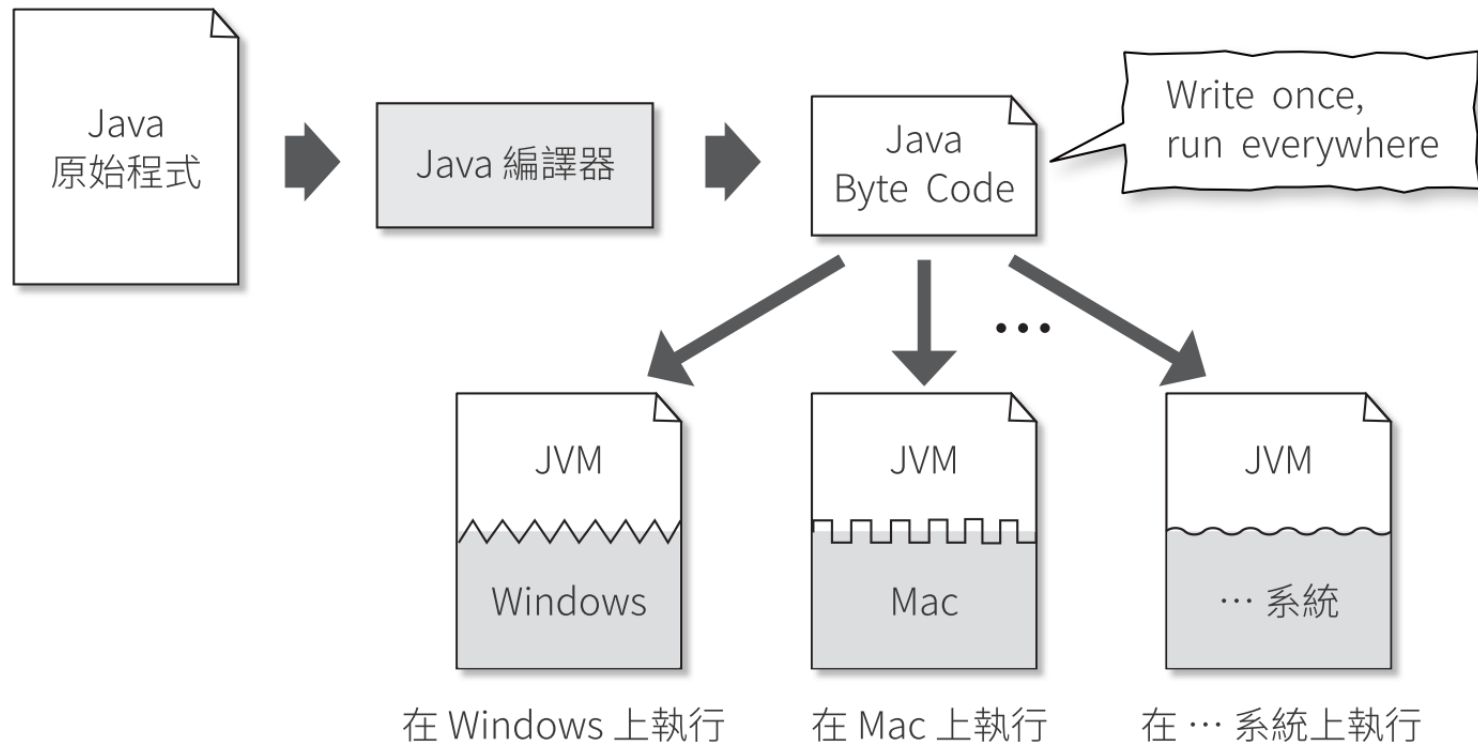 Java
原始程式
Java 編譯器
Java
Byte Code
Write once,
run everywhere
…
JVM
Windows
在 Windows 上執行
JVM
Mac
在 Mac 上執行
JVM
… 系統
在 … 系統上執行